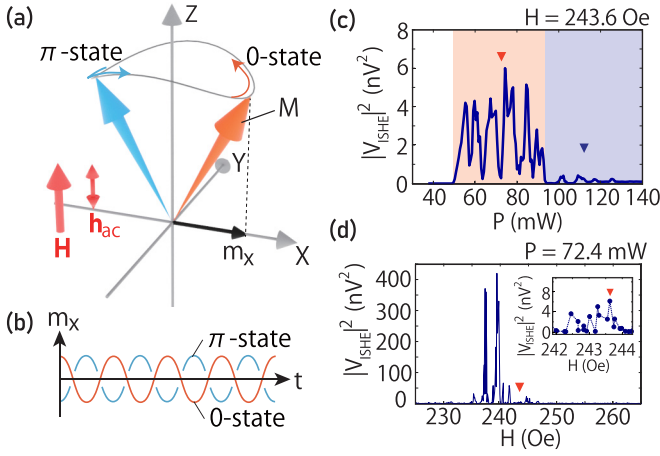 (a)
Z
π-state
0-state
M
Y
H
h_ac
m_X
X
(b)
m_X
π-state
t
0-state
(c)
H = 243.6 Oe
|V_ISHE|^2 (nV^2)
8
6
4
2
0
40 60 80 100 120 140
P (mW)
(d)
P = 72.4 mW
|V_ISHE|^2 (nV^2)
400
300
200
100
0
230 240 250 260
H (Oe)
|V_ISHE|^2 (nV^2)
8
4
0
242 243 244
H (Oe)